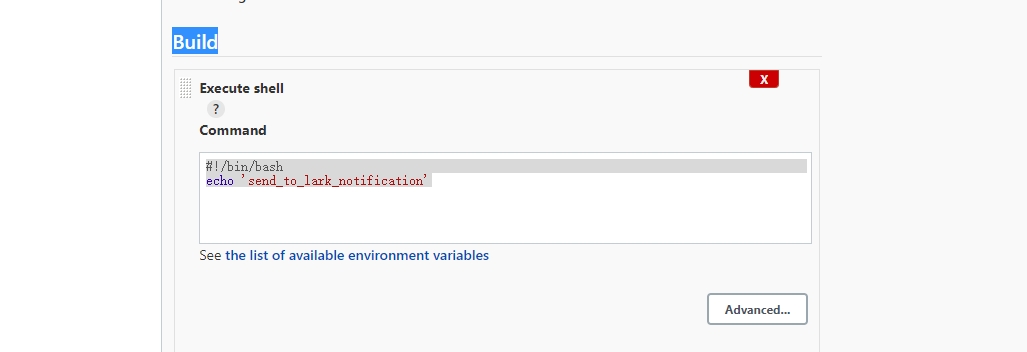 Build
X
Execute shell
?
Command
#!/bin/bash
echo 'send_to_lark_notification'
See the list of available environment variables
Advanced...